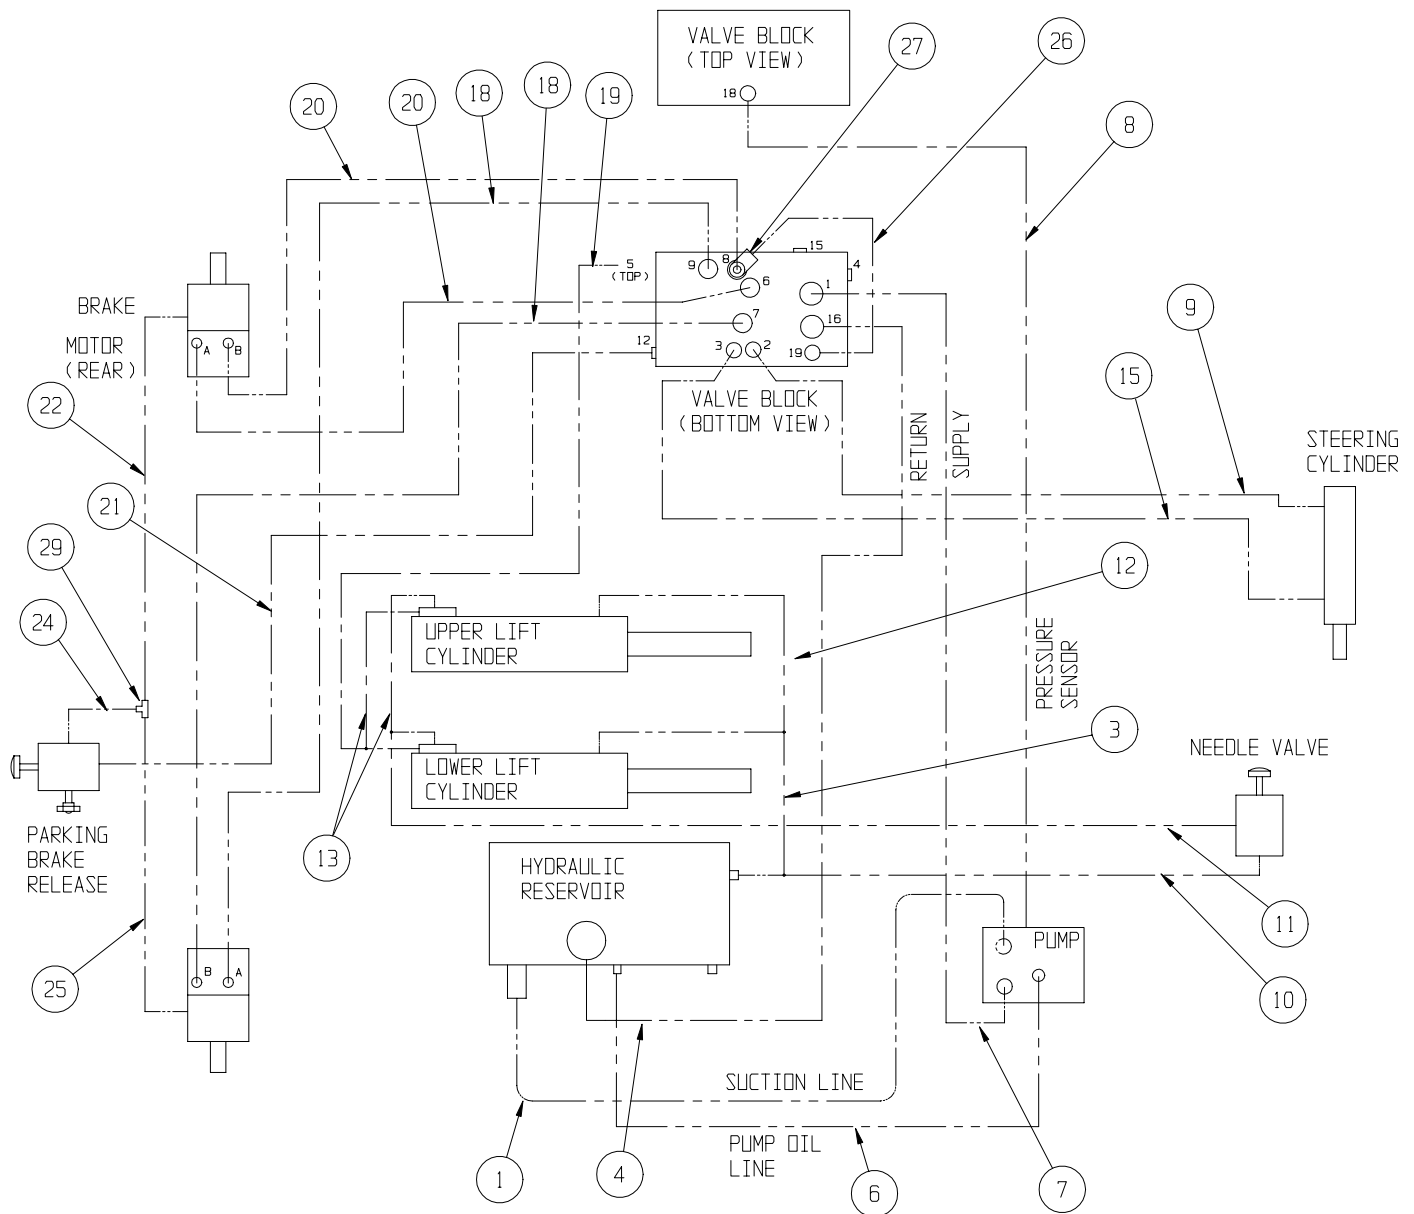 VALVE BLOCK
(TOP VIEW)
18
27
26
20
20
18
18
19
8
20
18
15
5
(TOP)
9
8
4
6
1
7
16
12
3
2
19
BRAKE
MOTOR
(REAR)
A
B
VALVE BLOCK
(BOTTOM VIEW)
RETURN
SUPPLY
9
15
STEERING
CYLINDER
22
21
29
24
12
UPPER LIFT
CYLINDER
PRESSURE
SENSOR
3
NEEDLE VALVE
LOWER LIFT
CYLINDER
PARKING
BRAKE
RELEASE
13
HYDRAULIC
RESERVOIR
11
10
PUMP
B
A
25
SUCTION LINE
PUMP OIL
LINE
1
4
6
7